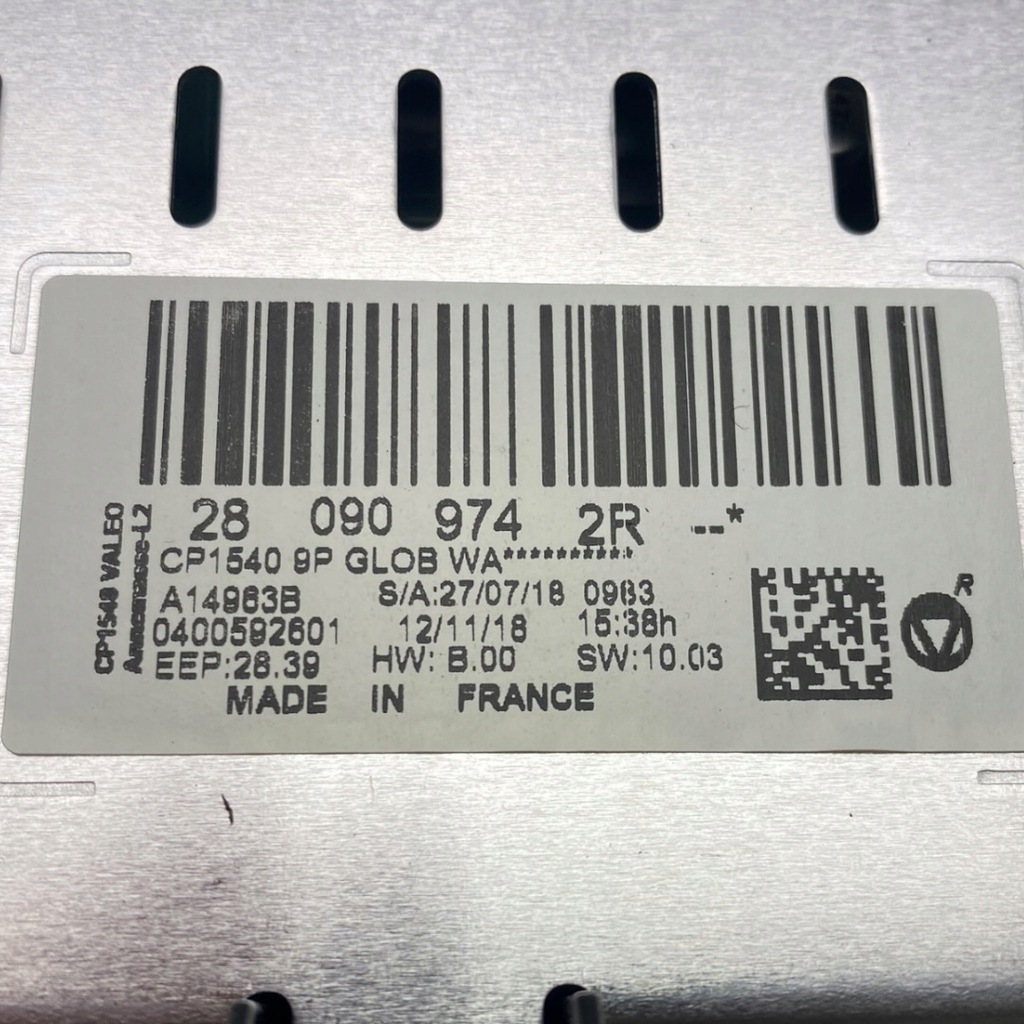 28 090 974 2R --*
CP1540 9P GLOB WA**********
A14963B S/A:27/07/18 0983
0400592601 12/11/18 15:38h
EEP:28.39 HW: B.00 SW:10.03
MADE IN FRANCE
CP1540 VALEO
R